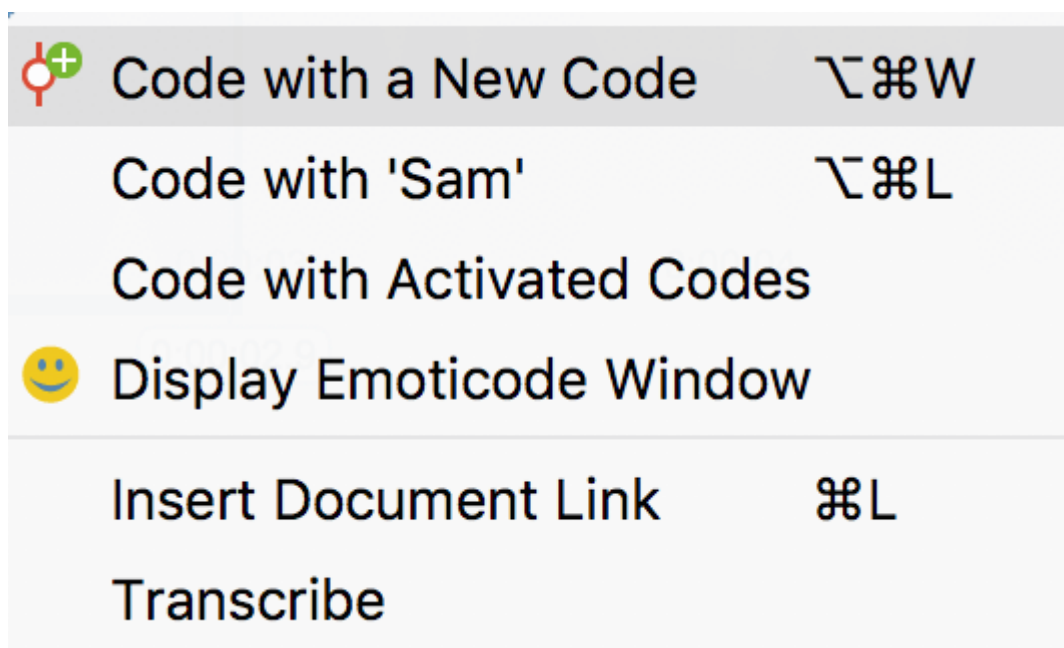 Code with a New Code ⌥⌘W
Code with 'Sam' ⌥⌘L
Code with Activated Codes
Display Emoticode Window
Insert Document Link ⌘L
Transcribe